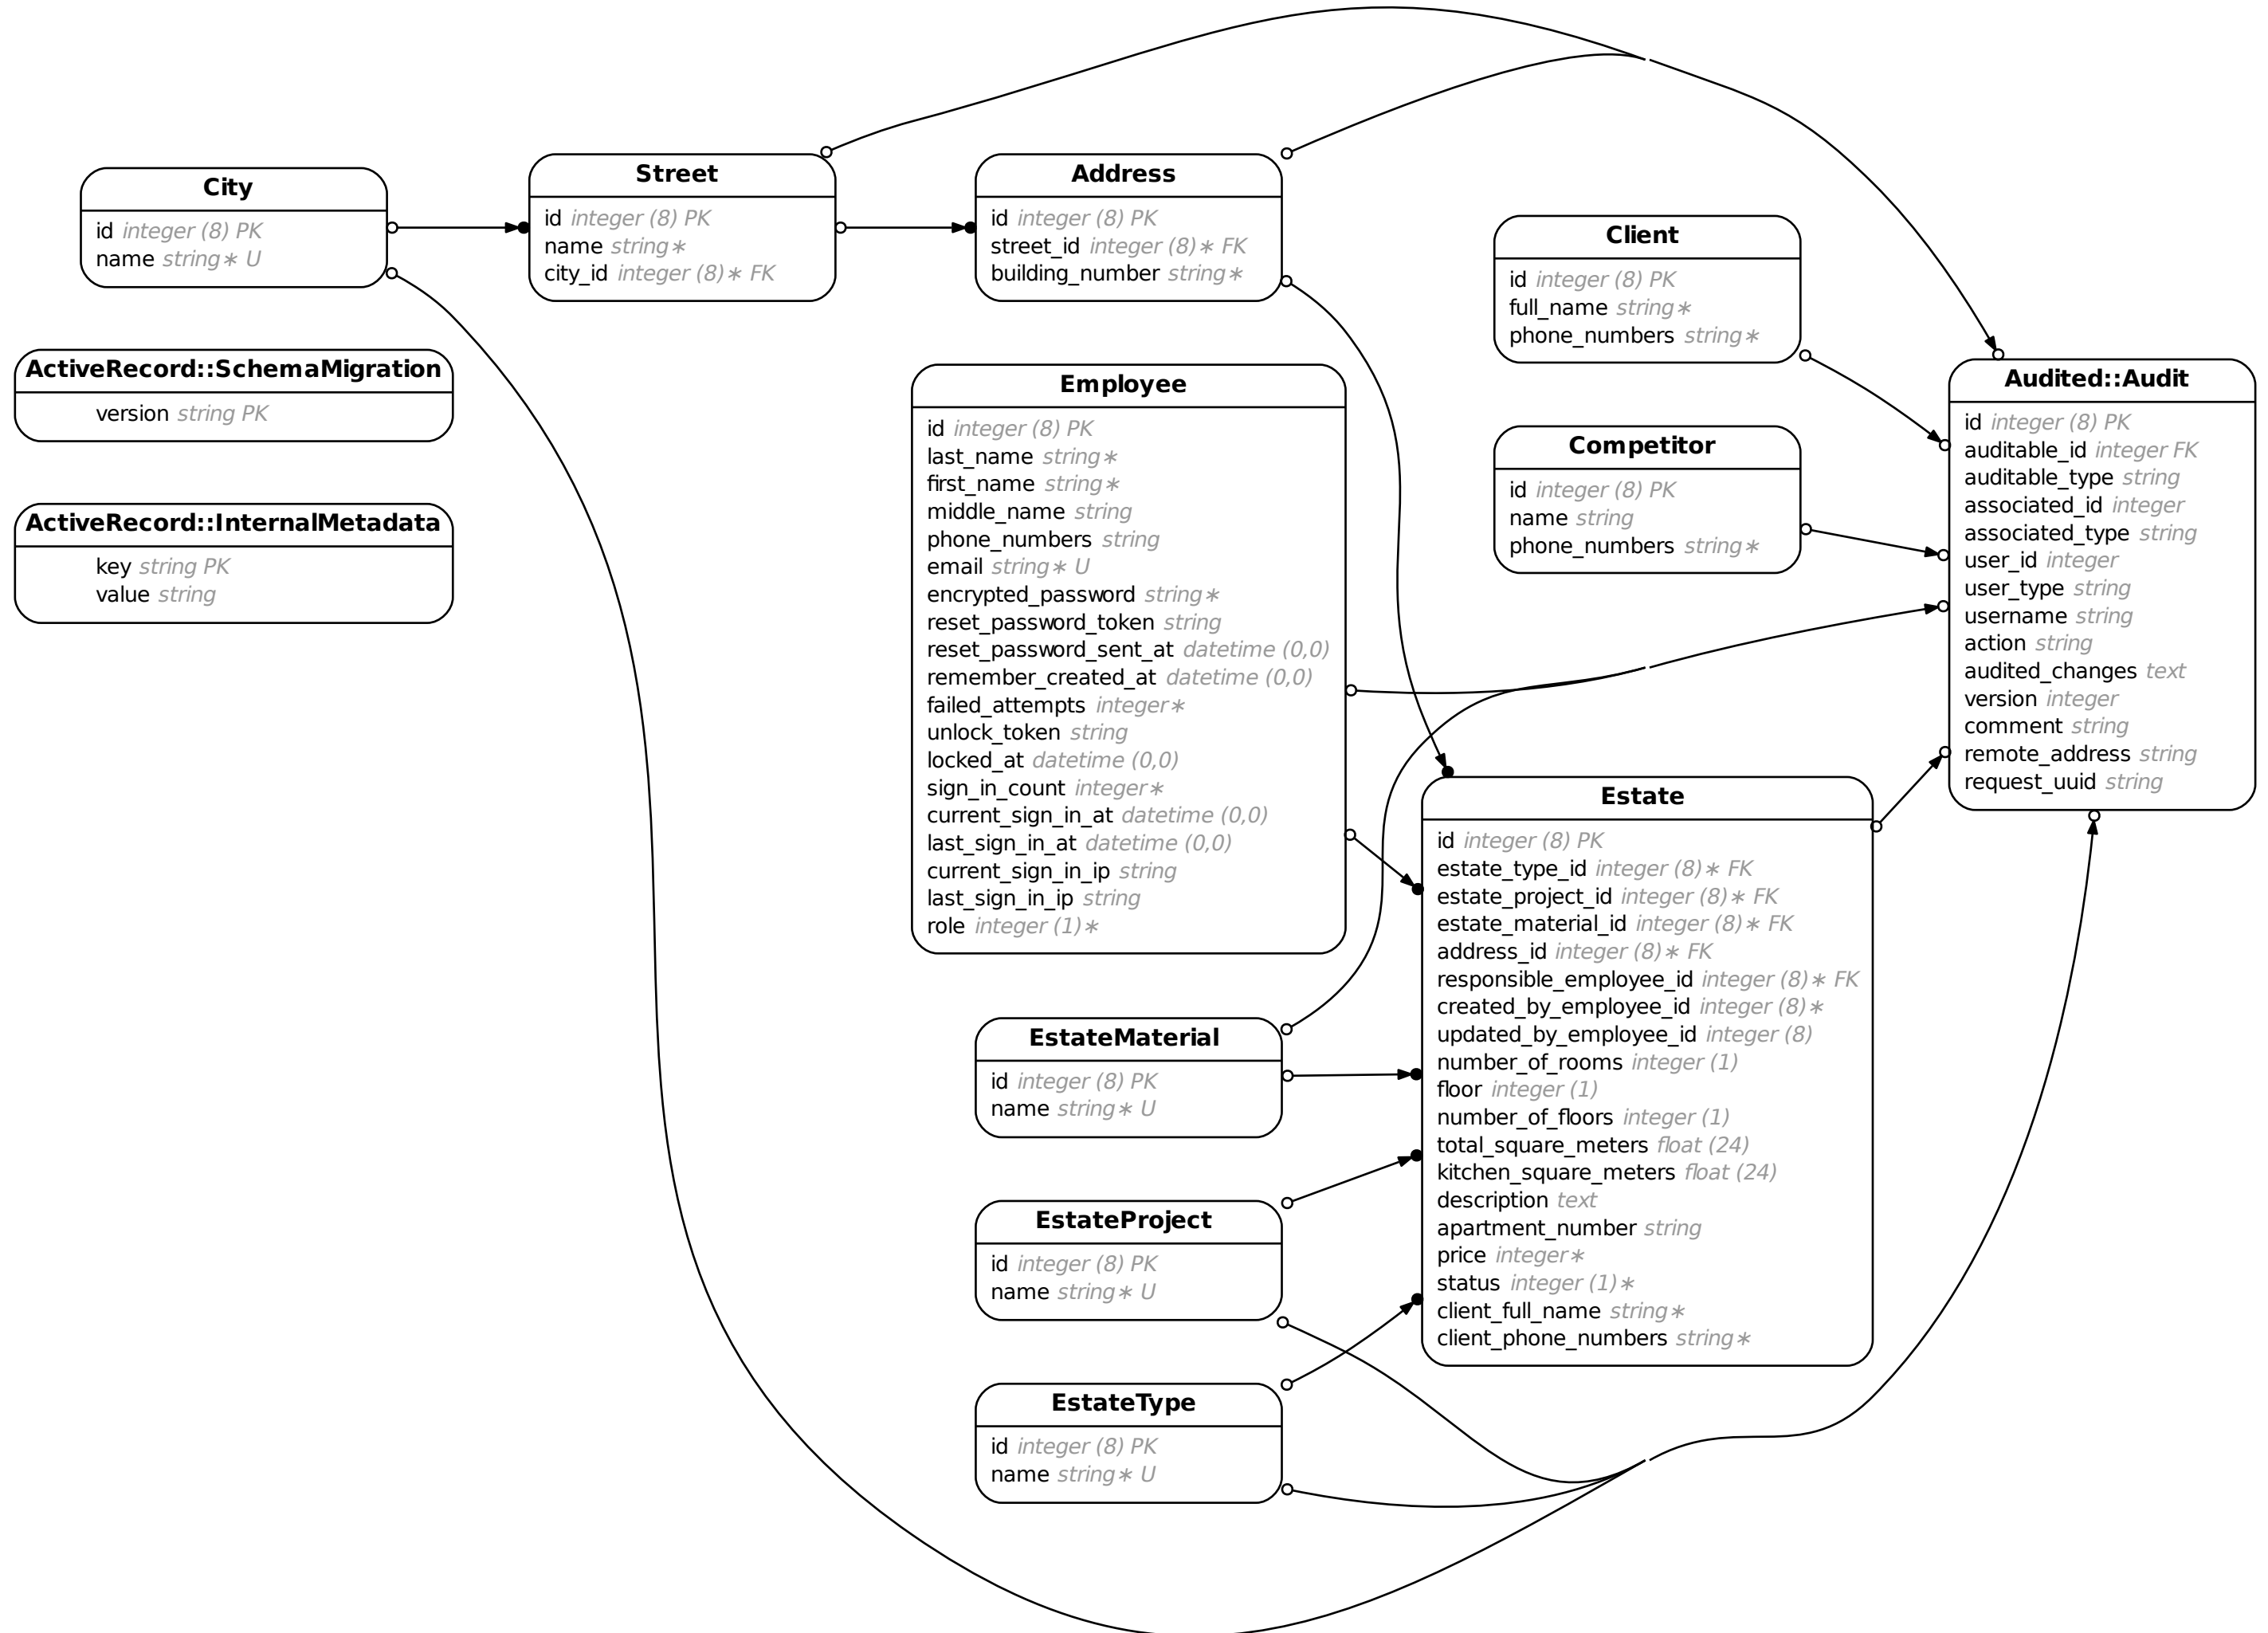 City
id integer (8) PK
name string∗ U
Street
id integer (8) PK
name string∗
city_id integer (8)∗ FK
Address
id integer (8) PK
street_id integer (8)∗ FK
building_number string∗
Client
id integer (8) PK
full_name string∗
phone_numbers string∗
ActiveRecord::SchemaMigration
version string PK
ActiveRecord::InternalMetadata
key string PK
value string
Employee
id integer (8) PK
last_name string∗
first_name string∗
middle_name string
phone_numbers string
email string∗ U
encrypted_password string∗
reset_password_token string
reset_password_sent_at datetime (0,0)
remember_created_at datetime (0,0)
failed_attempts integer∗
unlock_token string
locked_at datetime (0,0)
sign_in_count integer∗
current_sign_in_at datetime (0,0)
last_sign_in_at datetime (0,0)
current_sign_in_ip string
last_sign_in_ip string
role integer (1)∗
Competitor
id integer (8) PK
name string
phone_numbers string∗
Audited::Audit
id integer (8) PK
auditable_id integer FK
auditable_type string
associated_id integer
associated_type string
user_id integer
user_type string
username string
action string
audited_changes text
version integer
comment string
remote_address string
request_uuid string
Estate
id integer (8) PK
estate_type_id integer (8)∗ FK
estate_project_id integer (8)∗ FK
estate_material_id integer (8)∗ FK
address_id integer (8)∗ FK
responsible_employee_id integer (8)∗ FK
created_by_employee_id integer (8)∗
updated_by_employee_id integer (8)
number_of_rooms integer (1)
floor integer (1)
number_of_floors integer (1)
total_square_meters float (24)
kitchen_square_meters float (24)
description text
apartment_number string
price integer∗
status integer (1)∗
client_full_name string∗
client_phone_numbers string∗
EstateMaterial
id integer (8) PK
name string∗ U
EstateProject
id integer (8) PK
name string∗ U
EstateType
id integer (8) PK
name string∗ U